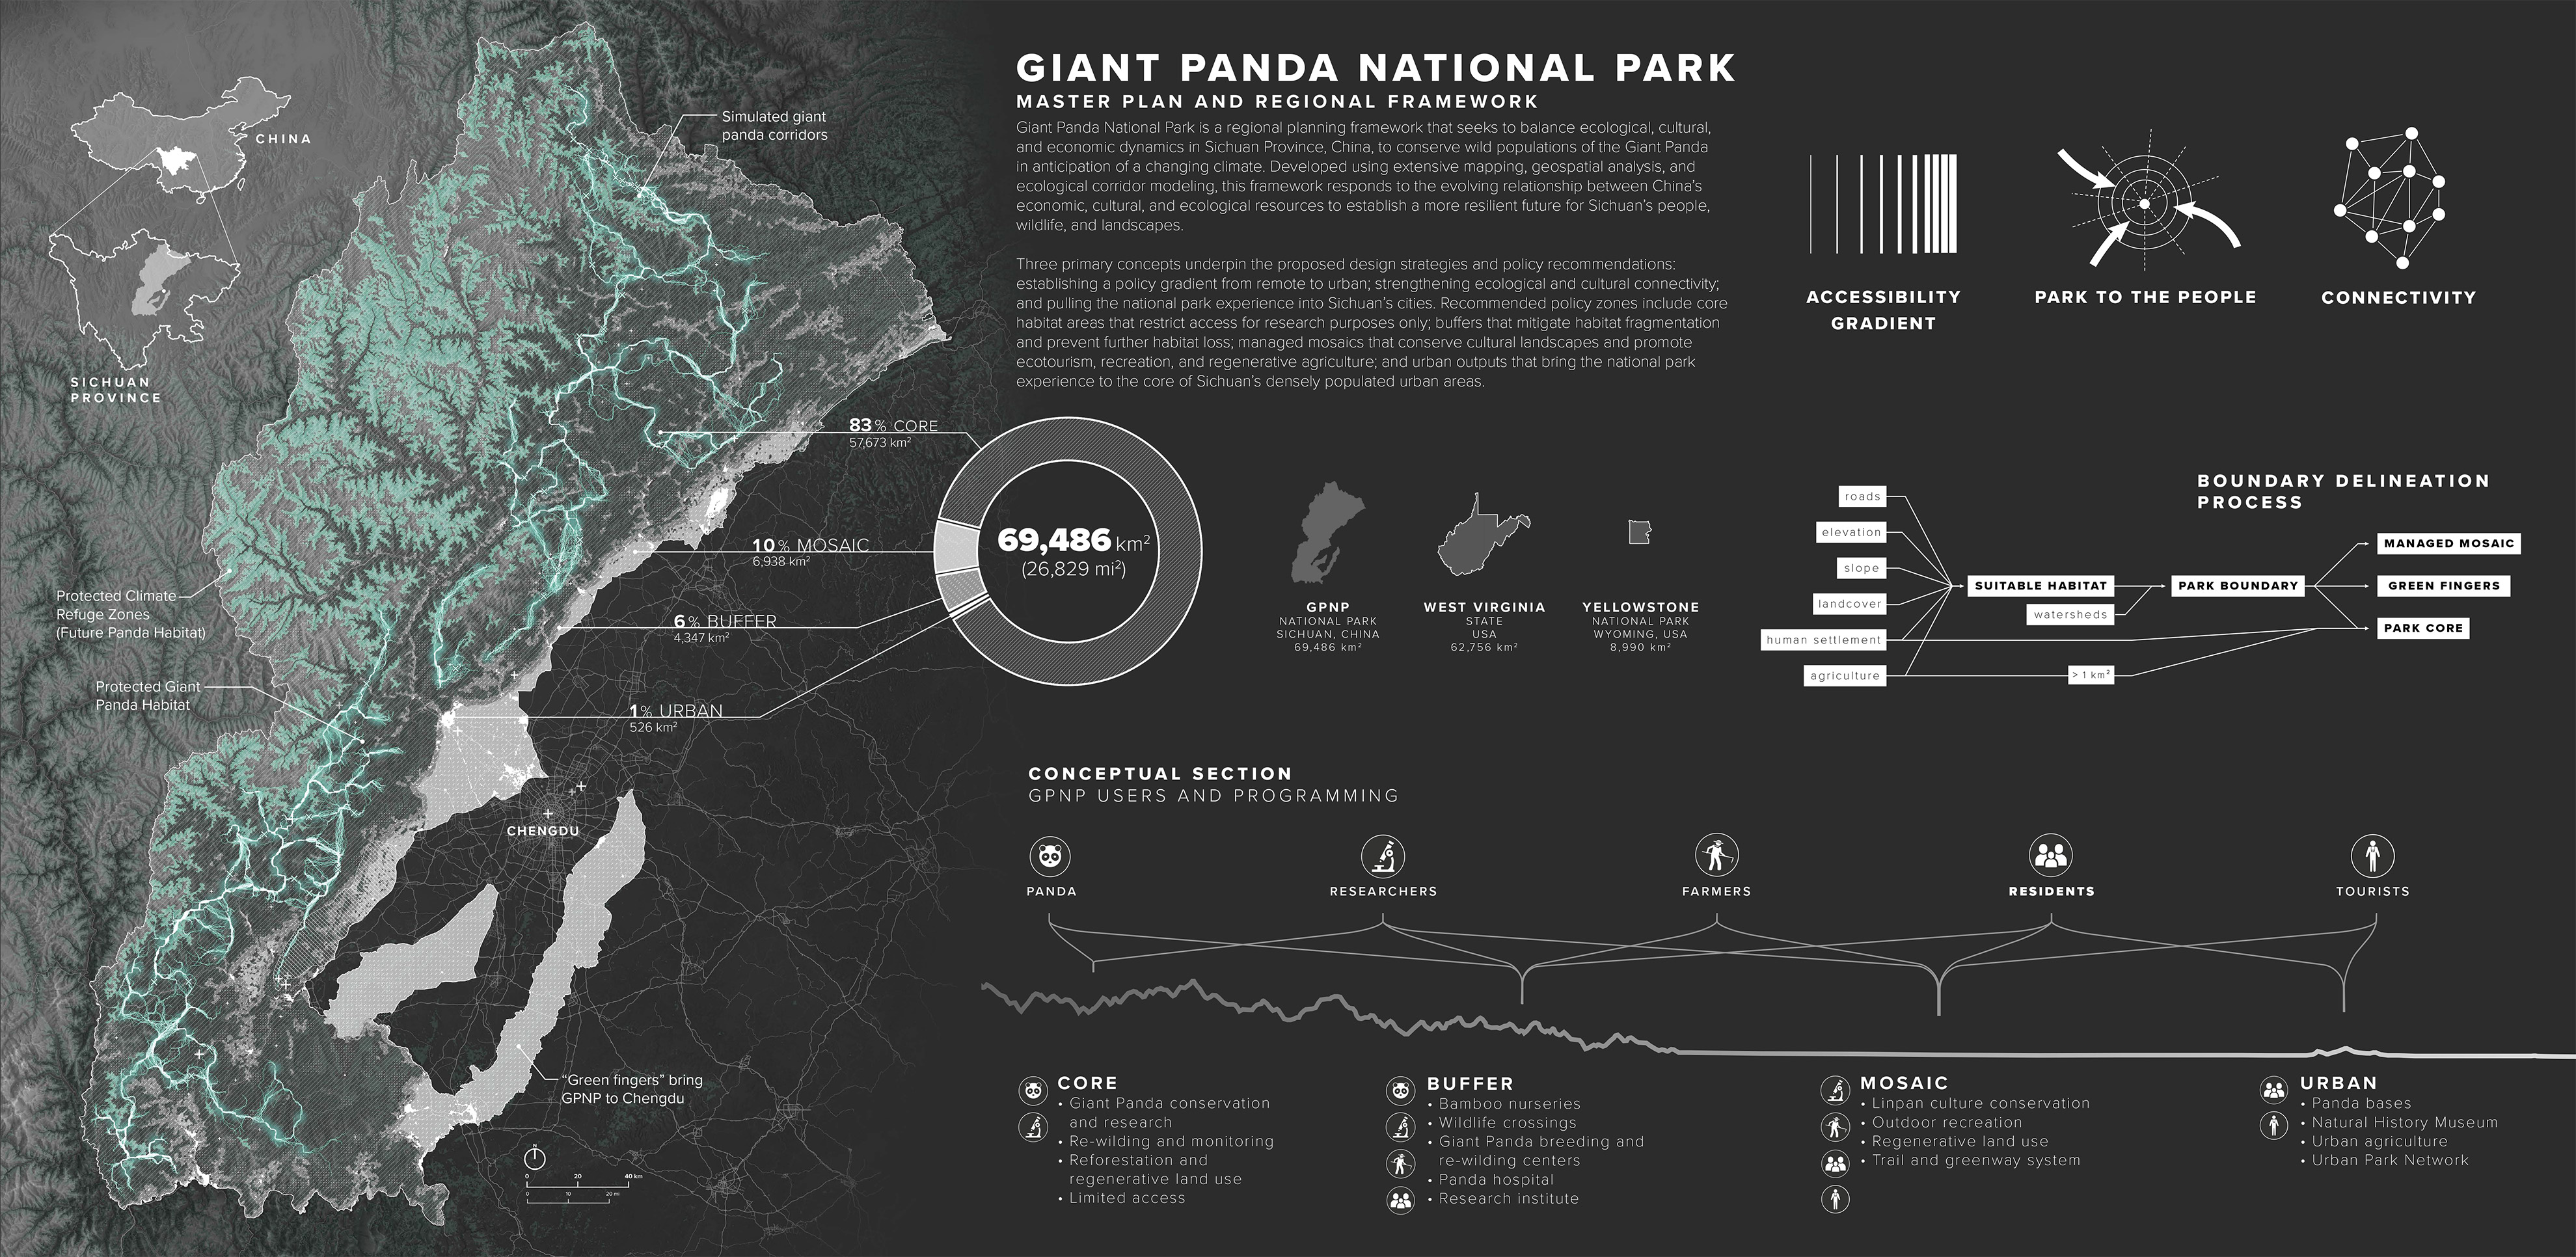 GIANT PANDA NATIONAL PARK
MASTER PLAN AND REGIONAL FRAMEWORK
Giant Panda National Park is a regional planning framework that seeks to balance ecological, cultural,
and economic dynamics in Sichuan Province, China, to conserve wild populations of the Giant Panda
in anticipation of a changing climate. Developed using extensive mapping, geospatial analysis, and
ecological corridor modeling, this framework responds to the evolving relationship between China's
economic, cultural, and ecological resources to establish a more resilient future for Sichuan's people,
wildlife, and landscapes.
Three primary concepts underpin the proposed design strategies and policy recommendations:
establishing a policy gradient from remote to urban; strengthening ecological and cultural connectivity;
and pulling the national park experience into Sichuan's cities. Recommended policy zones include core
habitat areas that restrict access for research purposes only; buffers that mitigate habitat fragmentation
and prevent further habitat loss; managed mosaics that conserve cultural landscapes and promote
ecotourism, recreation, and regenerative agriculture; and urban outputs that bring the national park
experience to the core of Sichuan's densely populated urban areas.
CHINA
SICHUAN
PROVINCE
Simulated giant
panda corridors
Protected Climate
Refuge Zones
(Future Panda Habitat)
Protected Giant
Panda Habitat
CHENGDU
"Green fingers" bring
GPNP to Chengdu
N
0 20 40 km
0 10 20 mi
83% CORE
57,673 km²
10% MOSAIC
6,938 km²
6% BUFFER
4,347 km²
1% URBAN
526 km²
69,486 km²
(26,829 mi²)
GPNP
NATIONAL PARK
SICHUAN, CHINA
69,486 km²
WEST VIRGINIA
STATE
USA
62,756 km²
YELLOWSTONE
NATIONAL PARK
WYOMING, USA
8,990 km²
ACCESSIBILITY
GRADIENT
PARK TO THE PEOPLE
CONNECTIVITY
BOUNDARY DELINEATION
PROCESS
roads
elevation
slope
landcover
human settlement
agriculture
SUITABLE HABITAT
watersheds
> 1 km²
PARK BOUNDARY
MANAGED MOSAIC
GREEN FINGERS
PARK CORE
CONCEPTUAL SECTION
GPNP USERS AND PROGRAMMING
PANDA
RESEARCHERS
FARMERS
RESIDENTS
TOURISTS
CORE
• Giant Panda conservation
and research
• Re-wilding and monitoring
• Reforestation and
regenerative land use
• Limited access
BUFFER
• Bamboo nurseries
• Wildlife crossings
• Giant Panda breeding and
re-wilding centers
• Panda hospital
• Research institute
MOSAIC
• Linpan culture conservation
• Outdoor recreation
• Regenerative land use
• Trail and greenway system
URBAN
• Panda bases
• Natural History Museum
• Urban agriculture
• Urban Park Network